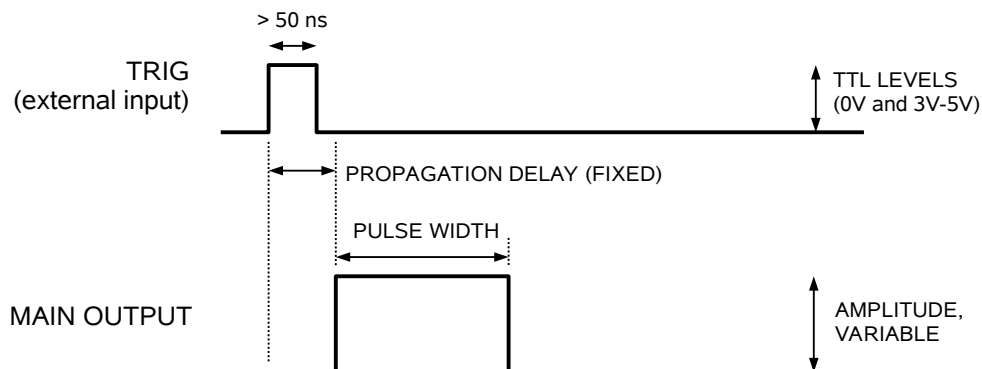 > 50 ns
TRIG
(external input)
TTL LEVELS
(0V and 3V-5V)
PROPAGATION DELAY (FIXED)
PULSE WIDTH
MAIN OUTPUT
AMPLITUDE,
VARIABLE